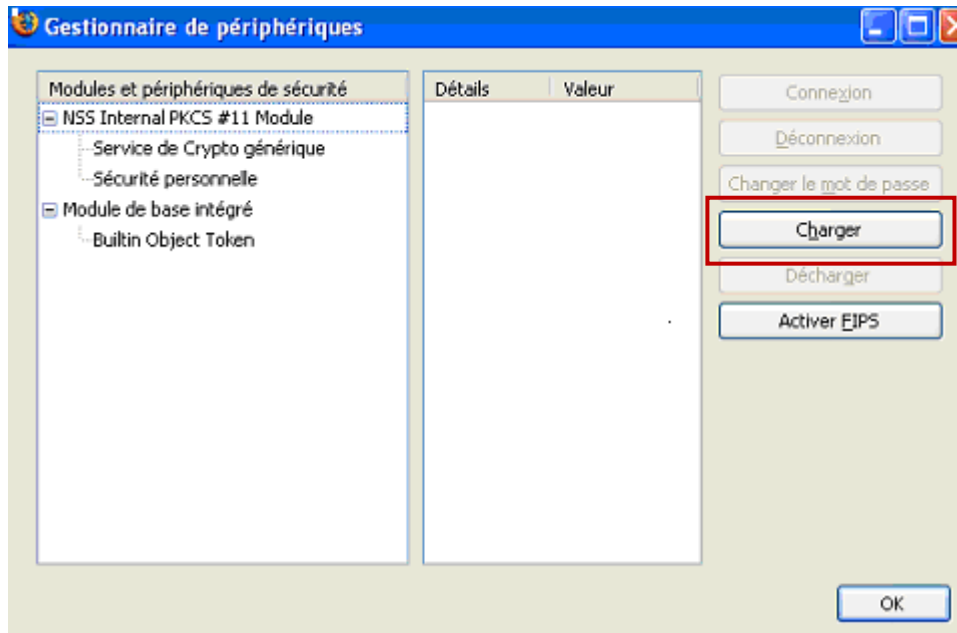 Gestionnaire de périphériques
Modules et périphériques de sécurité
Détails
Valeur
NSS Internal PKCS #11 Module
Service de Crypto générique
Sécurité personnelle
Module de base intégré
Builtin Object Token
Connexion
Déconnexion
Changer le mot de passe
Charger
Décharger
Activer FIPS
OK